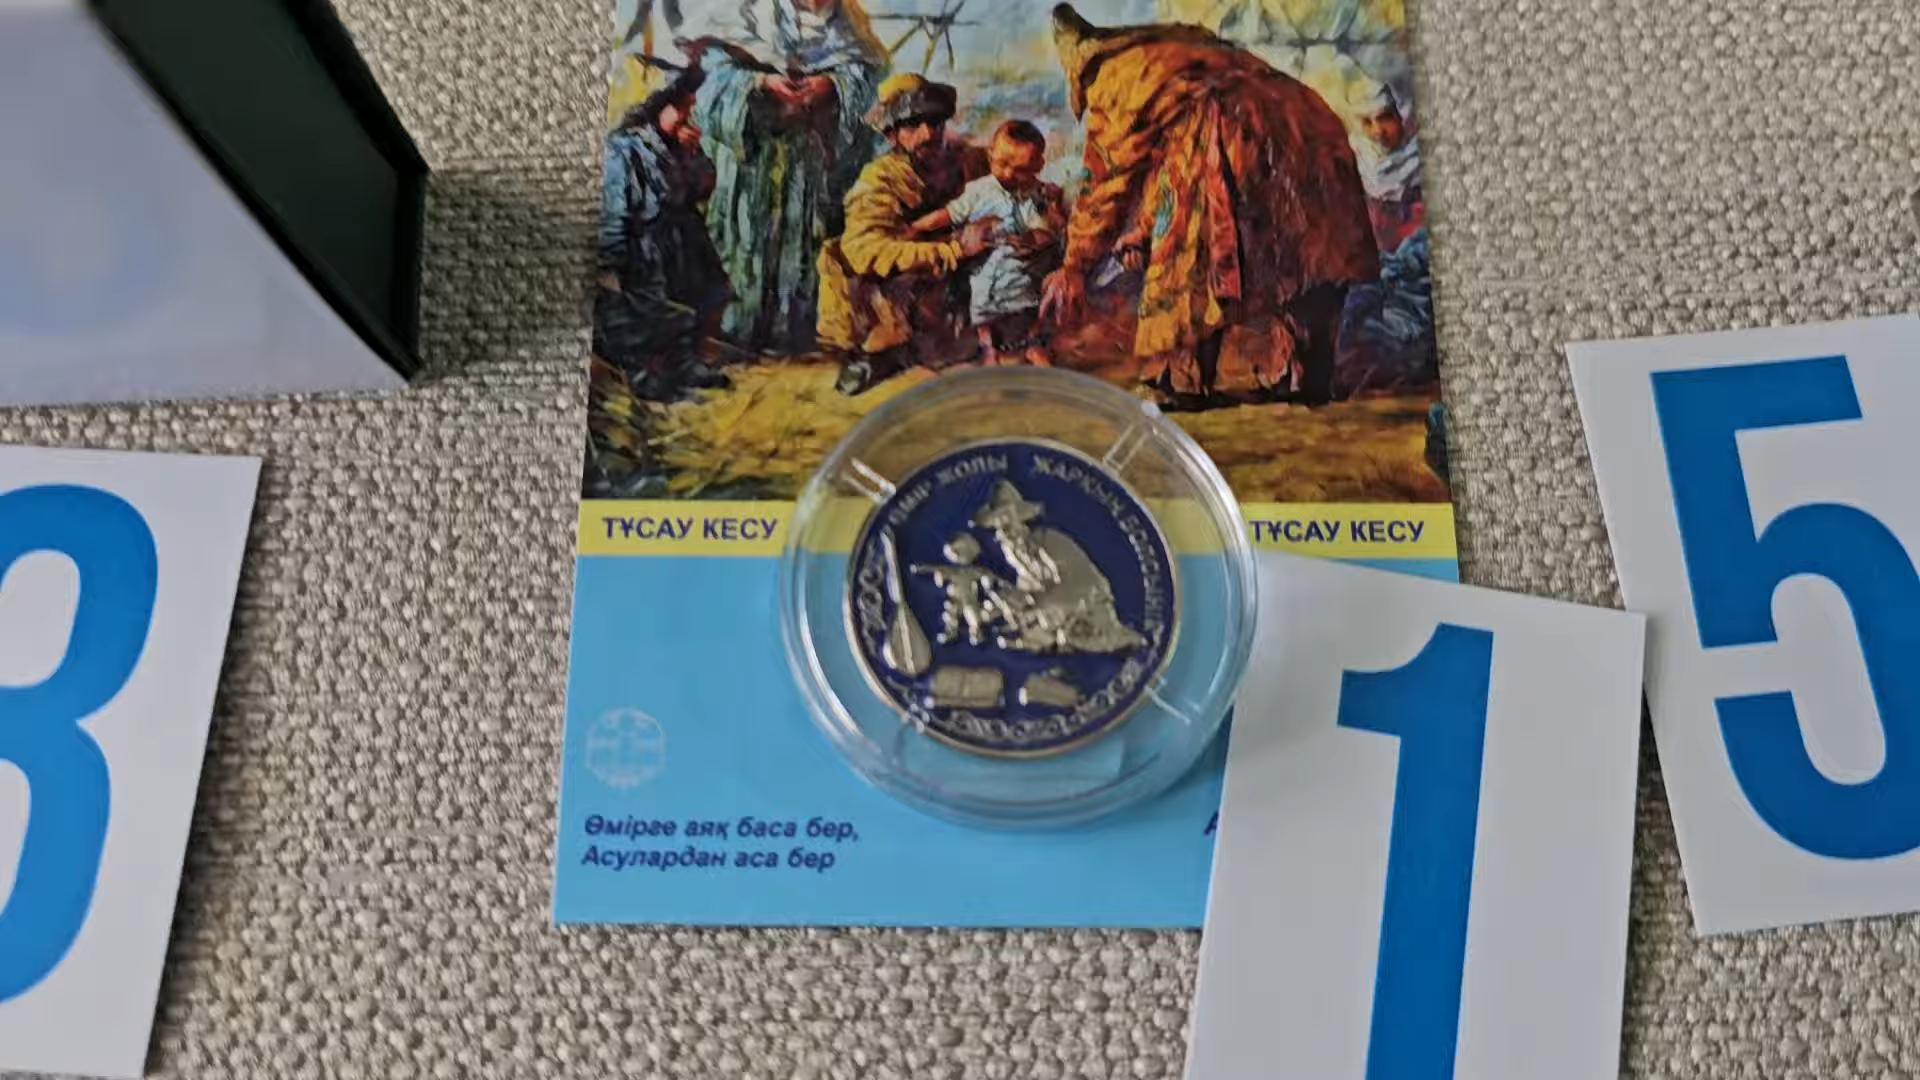 ТҰСАУ КЕСУ
ТҰСАУ КЕСУ
ӨМІР ЖОЛЫ ЖАРҚЫН БОЛСЫН
Өмірге аяқ баса бер,
Асулардан аса бер
А
3
1
5